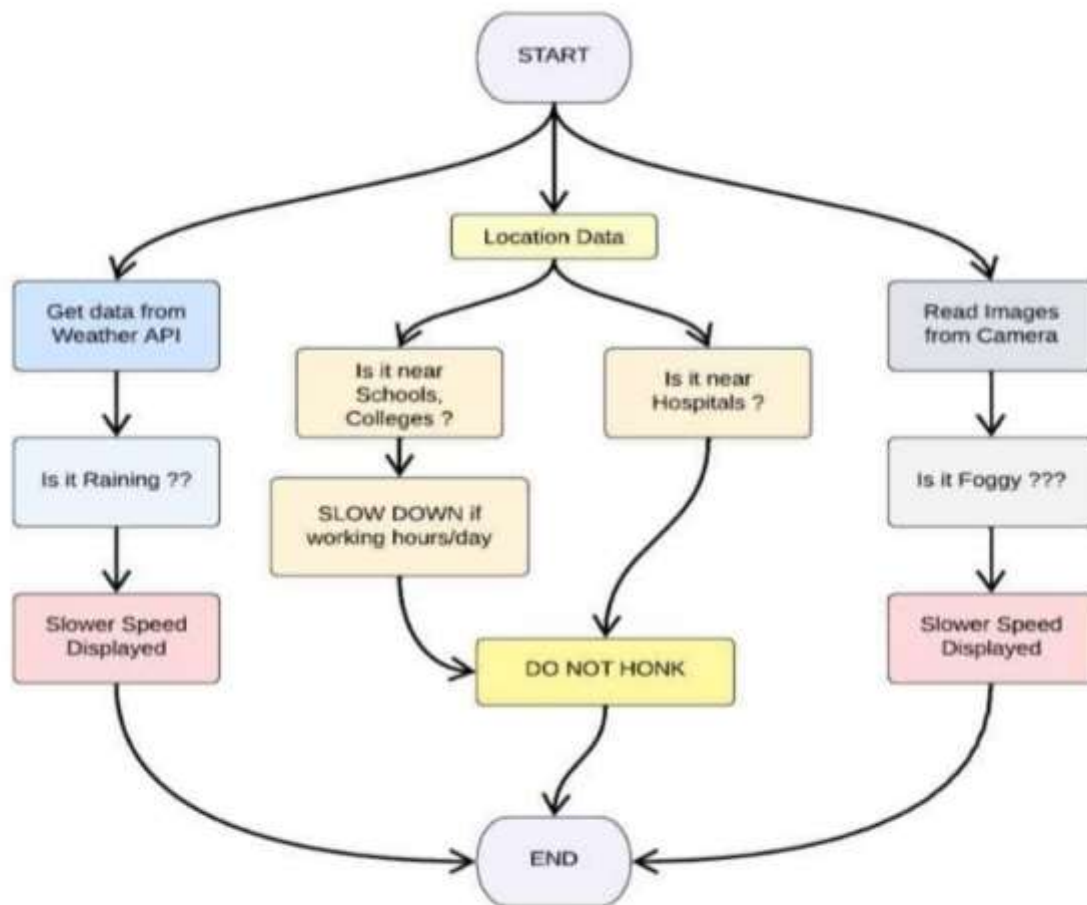 START
Location Data
Get data from
Weather API
Read Images
from Camera
Is it near
Schools,
Colleges ?
Is it near
Hospitals ?
Is it Raining ??
Is it Foggy ???
SLOW DOWN if
working hours/day
Slower Speed
Displayed
DO NOT HONK
Slower Speed
Displayed
END